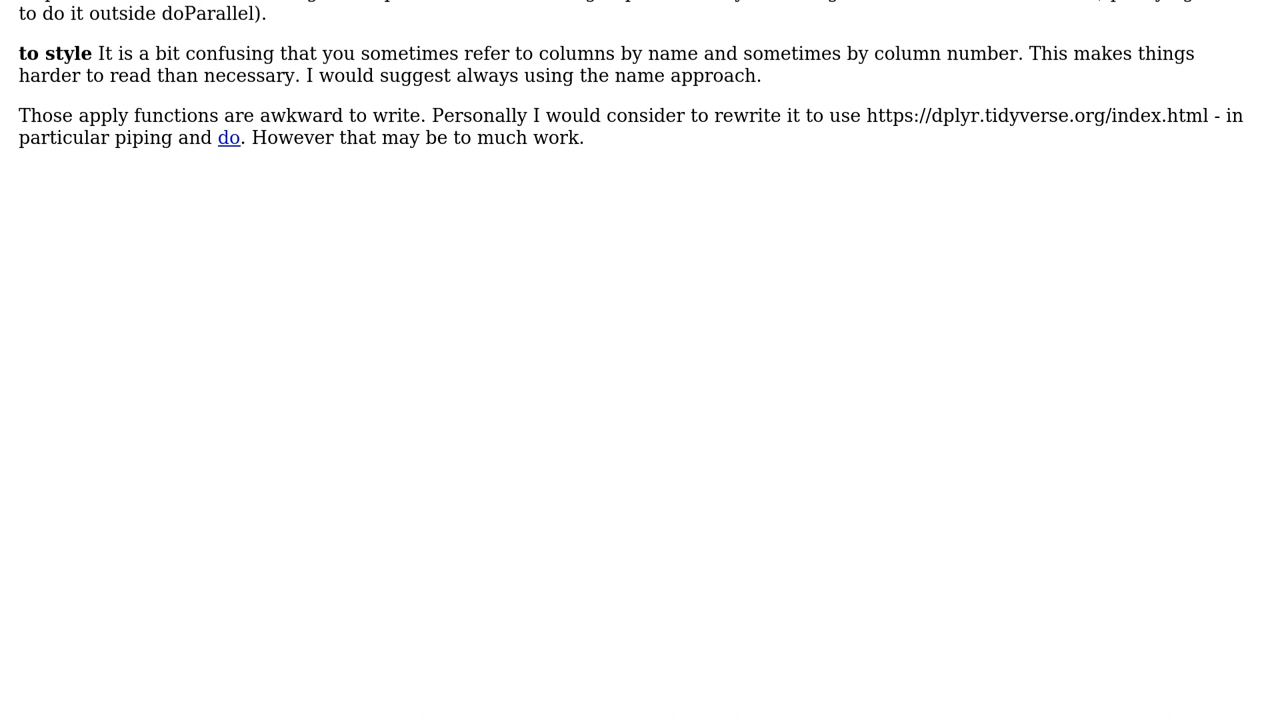 to do it outside doParallel).
to style It is a bit confusing that you sometimes refer to columns by name and sometimes by column number. This makes things
harder to read than necessary. I would suggest always using the name approach.
Those apply functions are awkward to write. Personally I would consider to rewrite it to use https://dplyr.tidyverse.org/index.html - in
particular piping and do. However that may be to much work.